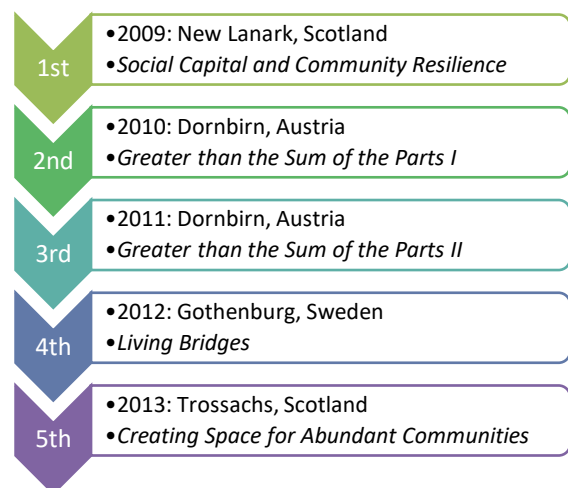 1st
•2009: New Lanark, Scotland
•Social Capital and Community Resilience
2nd
•2010: Dornbirn, Austria
•Greater than the Sum of the Parts I
3rd
•2011: Dornbirn, Austria
•Greater than the Sum of the Parts II
4th
•2012: Gothenburg, Sweden
•Living Bridges
5th
•2013: Trossachs, Scotland
•Creating Space for Abundant Communities